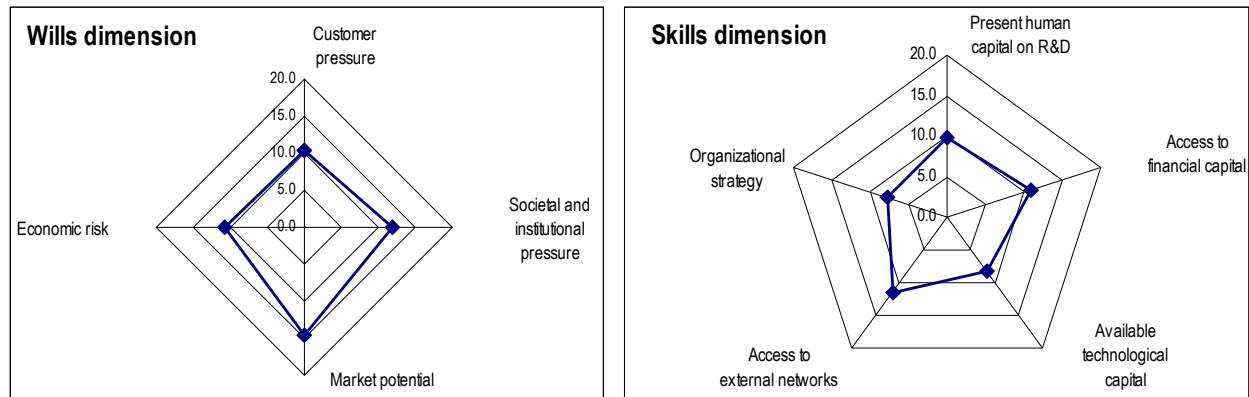 Wills dimension
Customer
pressure
20.0
15.0
10.0
5.0
0.0
Economic risk
Societal and
institutional
pressure
Market potential
Skills dimension
Present human
capital on R&D
20.0
15.0
10.0
5.0
0.0
Organizational
strategy
Access to
financial capital
Access to
external networks
Available
technological
capital